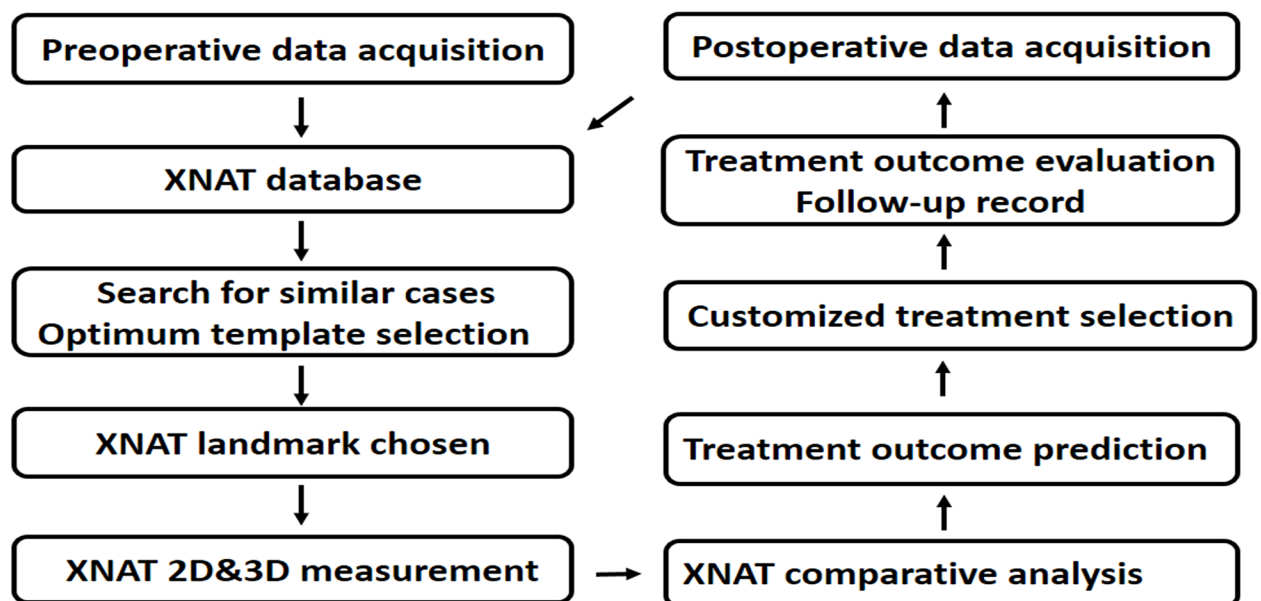 Preoperative data acquisition
XNAT database
Search for similar cases
Optimum template selection
XNAT landmark chosen
XNAT 2D&3D measurement
XNAT comparative analysis
Treatment outcome prediction
Customized treatment selection
Treatment outcome evaluation
Follow-up record
Postoperative data acquisition